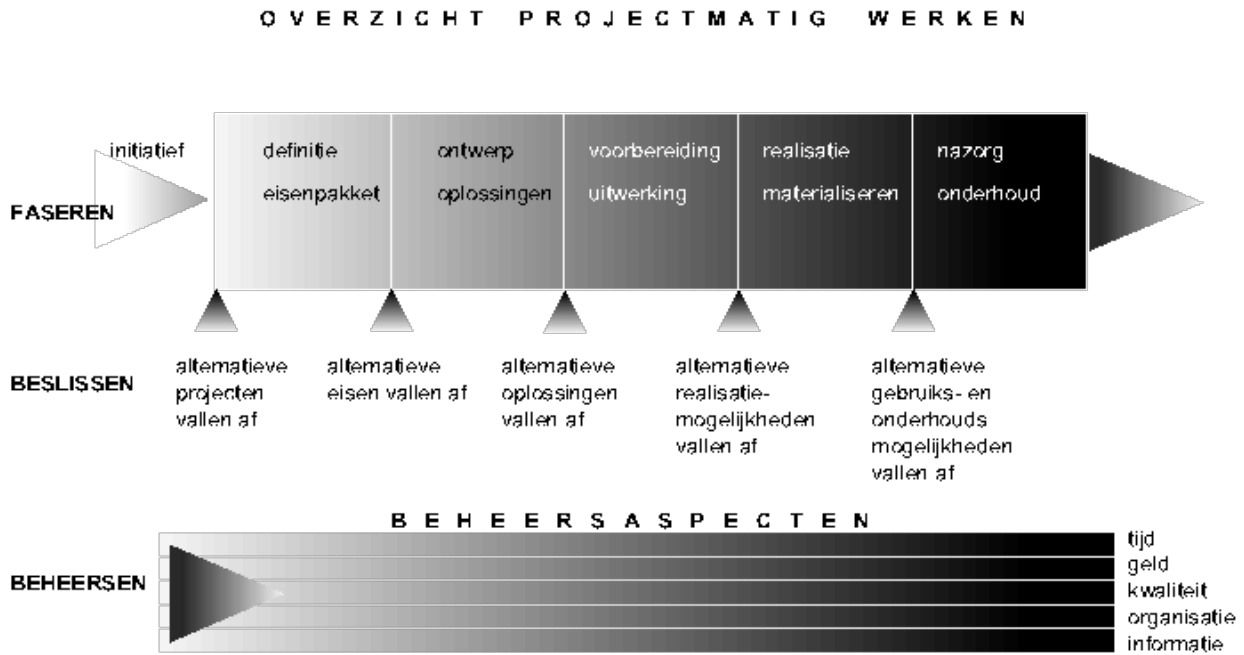 OVERZICHT PROJECTMATIG WERKEN
initiatief
definitie
eisenpakket
ontwerp
oplossingen
voorbereiding
uitwerking
realisatie
materialiseren
nazorg
onderhoud
FASEREN
BESLISSEN
alternatieve
projecten
vallen af
alternatieve
eisen vallen af
alternatieve
oplossingen
vallen af
alternatieve
realisatie-
mogelijkheden
vallen af
alternatieve
gebruiks- en
onderhouds
mogelijkheden
vallen af
BEHEERSASPECTEN
BEHEERSEN
tijd
geld
kwaliteit
organisatie
informatie